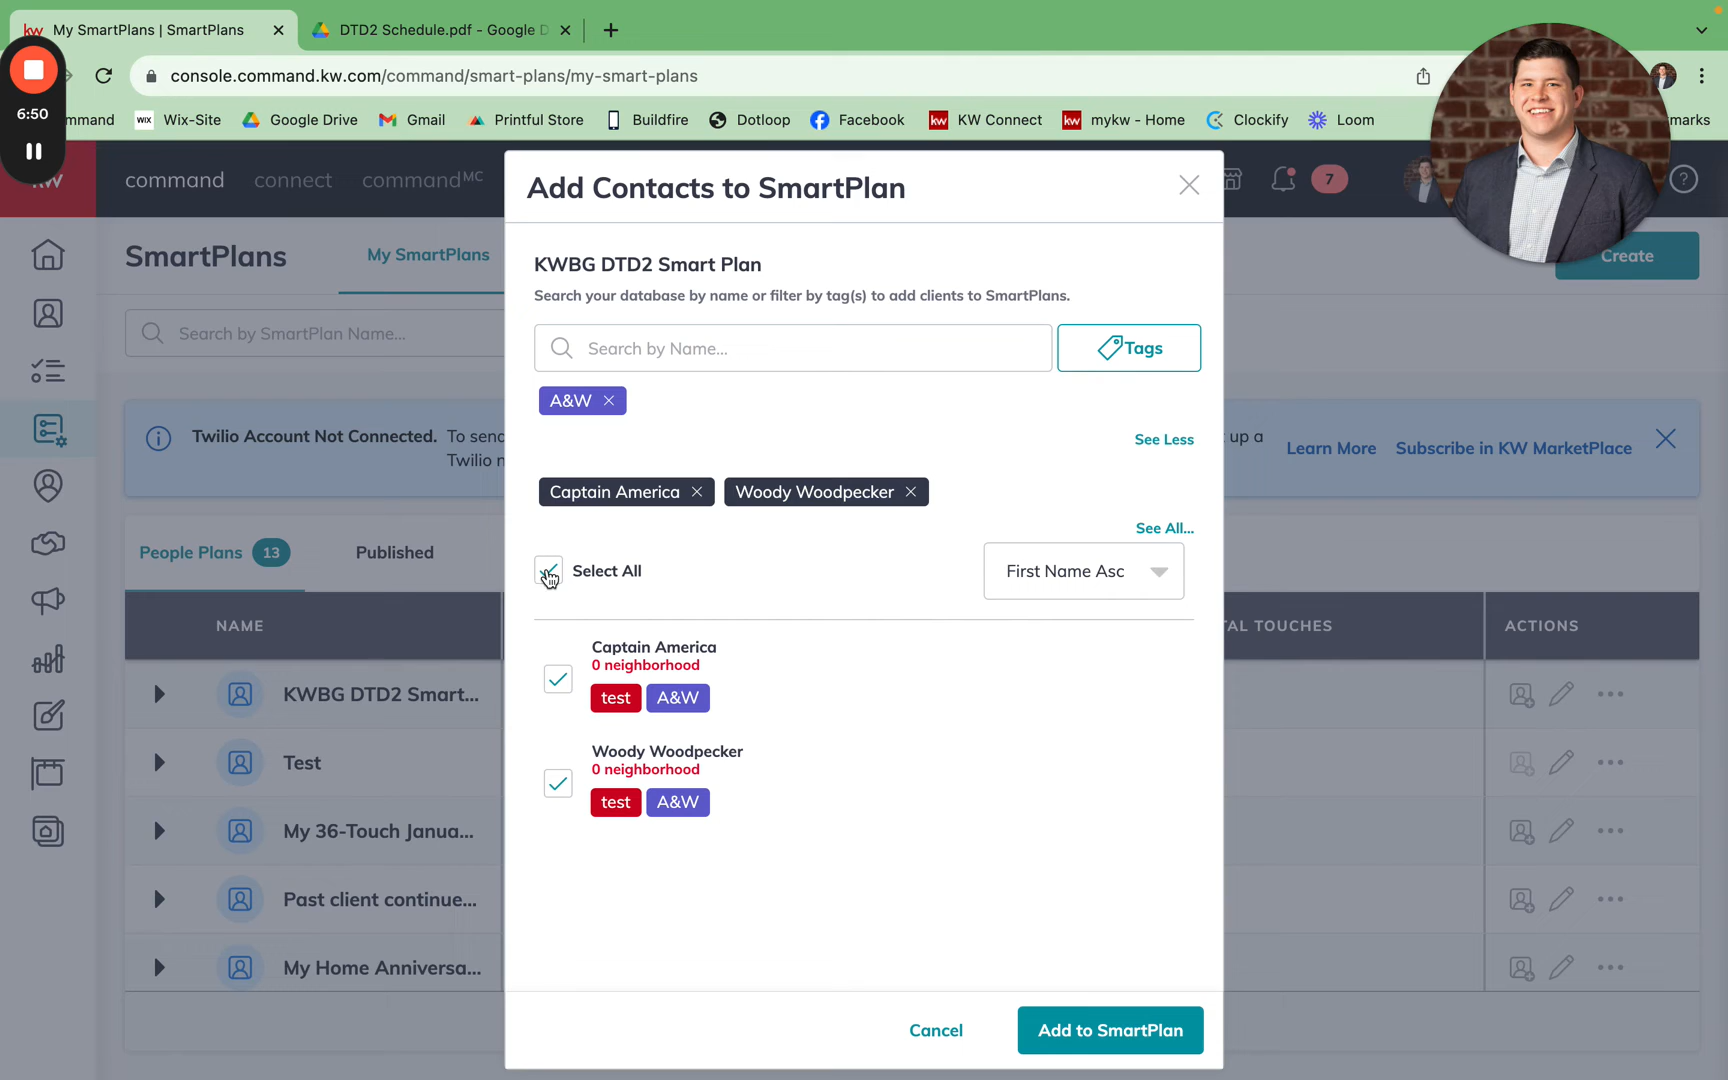 My SmartPlans | SmartPlans
DTD2 Schedule.pdf - Google D
console.command.kw.com/command/smart-plans/my-smart-plans
6:50
mmand
WIX
Wix-Site
Google Drive
Gmail
Printful Store
Buildfire
Dotloop
Facebook
kw
KW Connect
kw
mykw - Home
Clockify
Loom
marks
command
connect
commandMC
7
SmartPlans
My SmartPlans
Create
Search by SmartPlan Name...
Twilio Account Not Connected. To send
Twilio n
up a
Learn More
Subscribe in KW MarketPlace
People Plans 13
Published
NAME
TAL TOUCHES
ACTIONS
KWBG DTD2 Smart...
Test
My 36-Touch Janua...
Past client continue...
My Home Anniversa...
Add Contacts to SmartPlan
KWBG DTD2 Smart Plan
Search your database by name or filter by tag(s) to add clients to SmartPlans.
Search by Name...
Tags
A&W
See Less
Captain America
Woody Woodpecker
See All...
Select All
First Name Asc
Captain America
0 neighborhood
test A&W
Woody Woodpecker
0 neighborhood
test A&W
Cancel
Add to SmartPlan